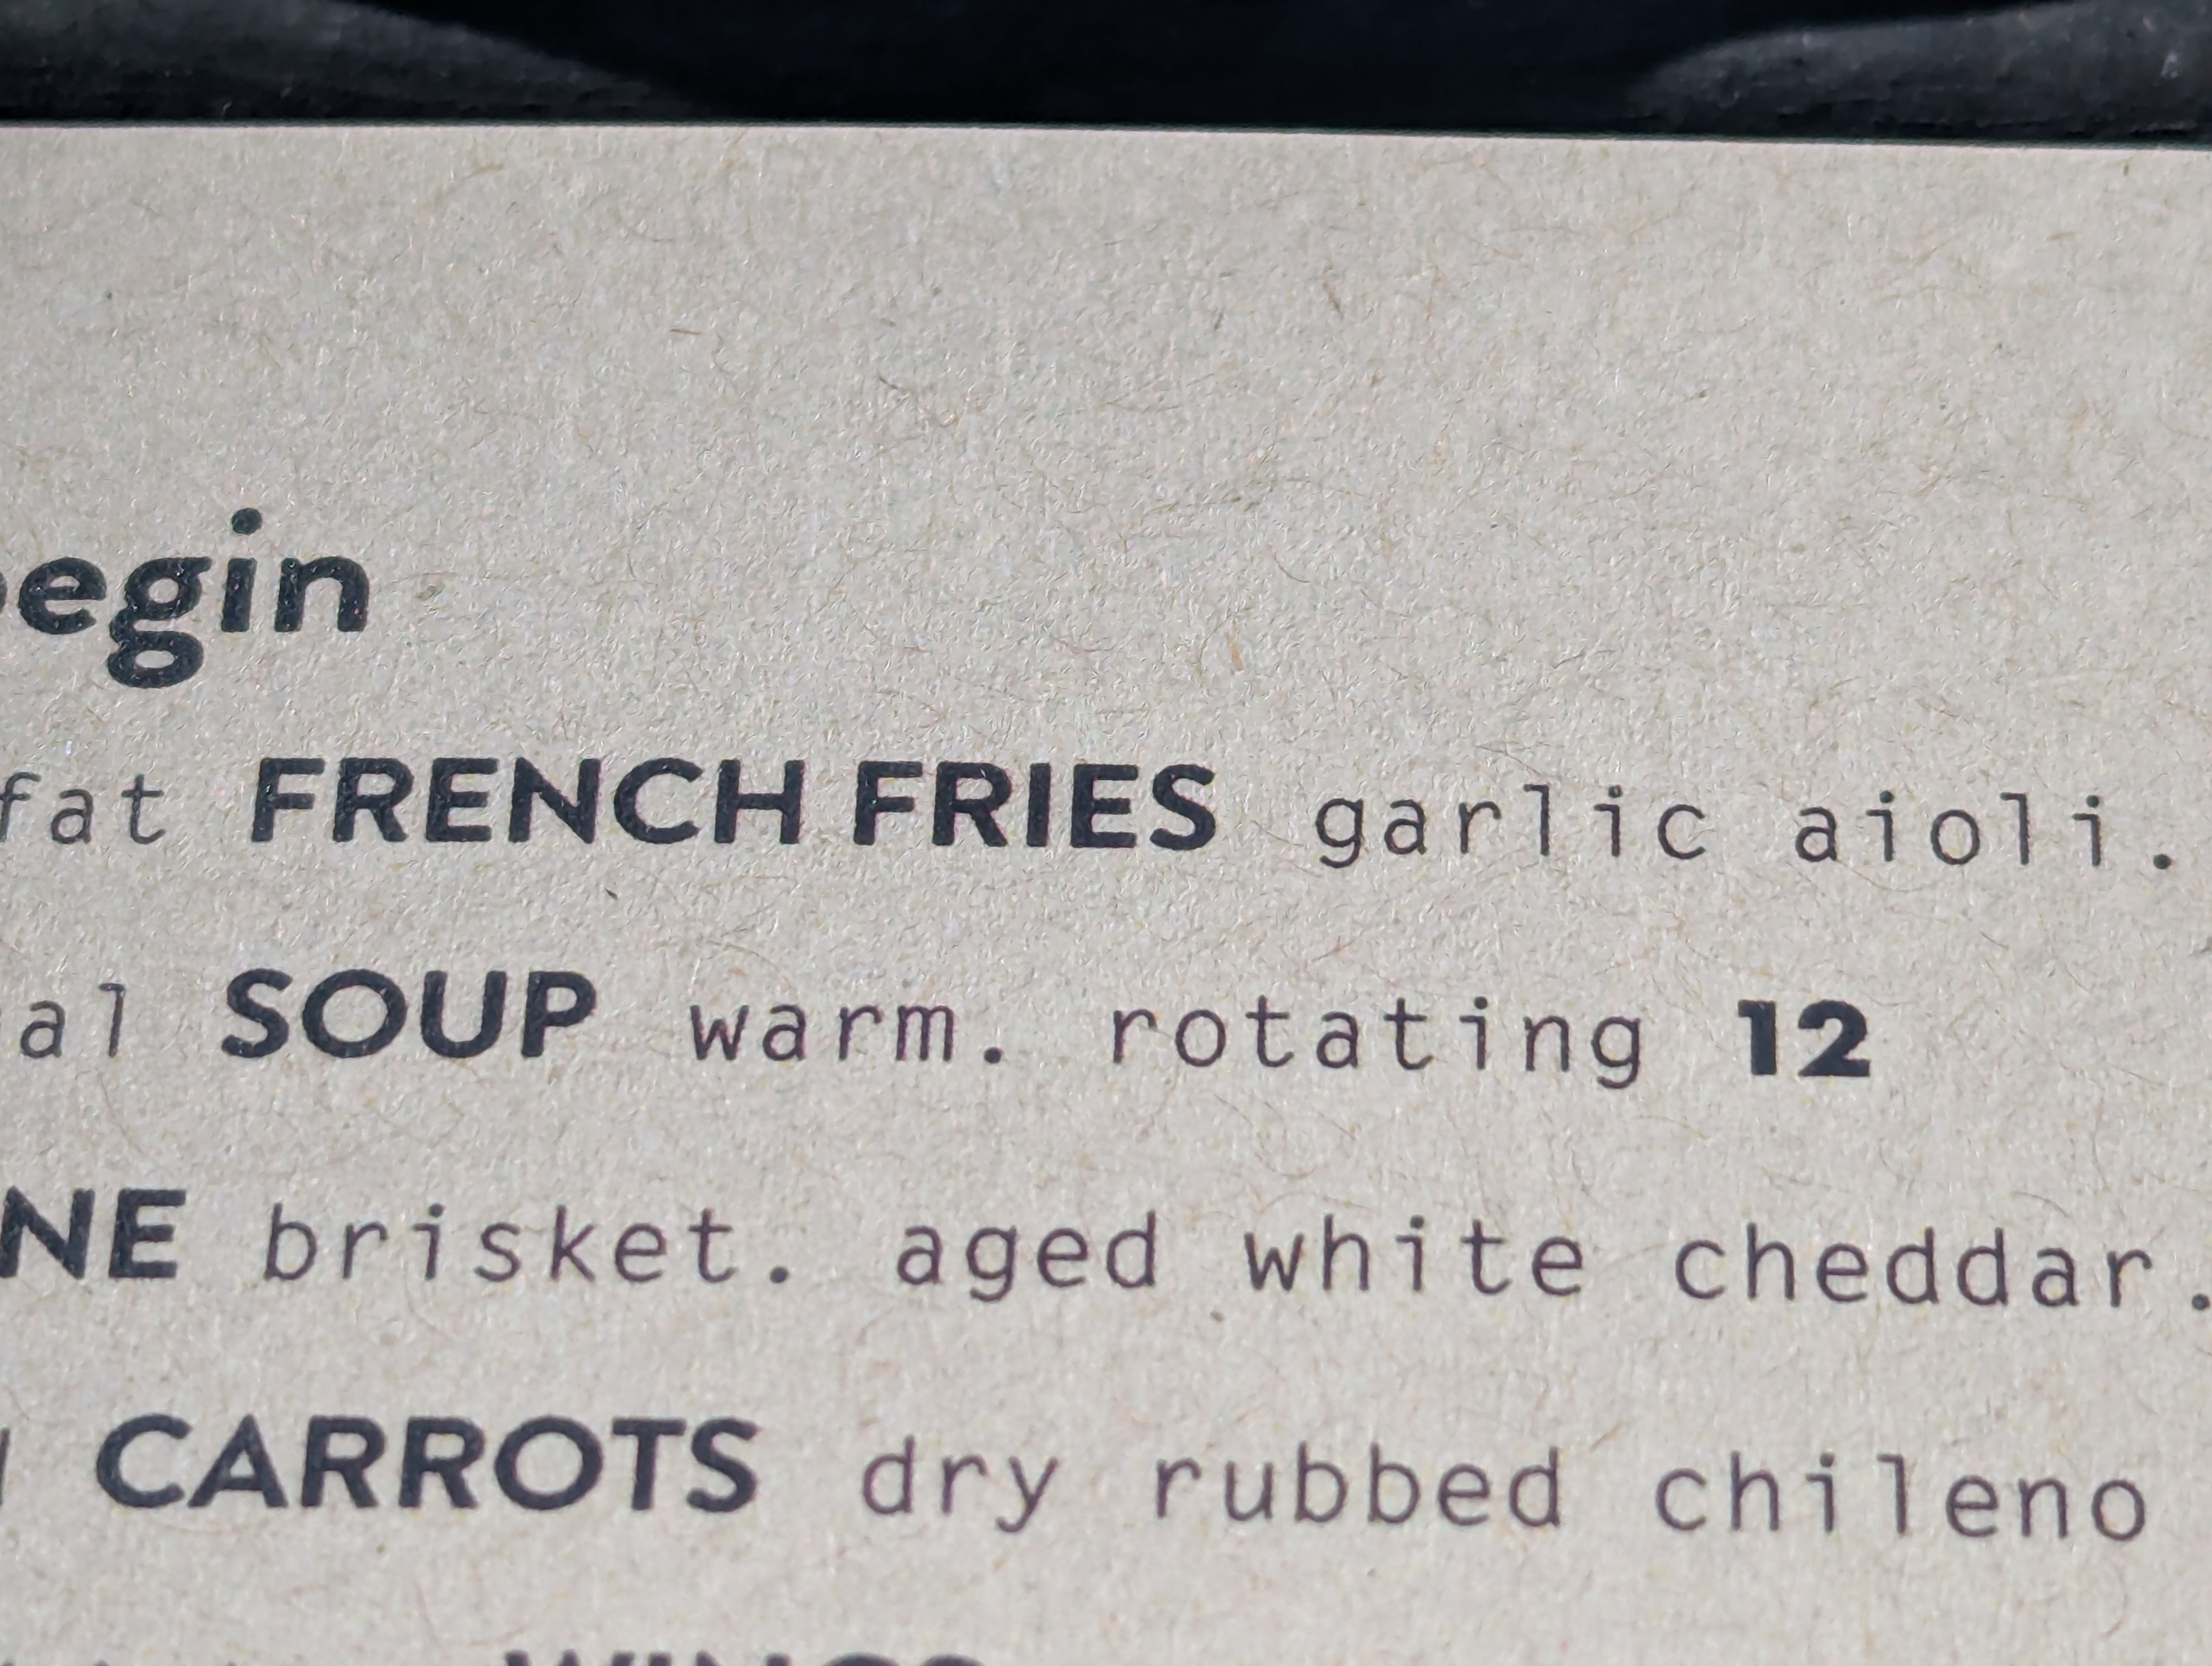 egin
fat FRENCH FRIES garlic aioli.
al SOUP warm. rotating 12
NE brisket. aged white cheddar.
CARROTS dry rubbed chileno